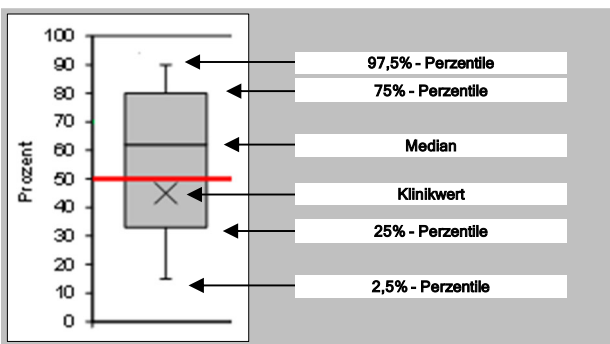 100
90
80
70
60
50
40
30
20
10
0
Prozent
97,5% - Perzentile
75% - Perzentile
Median
Klinikwert
25% - Perzentile
2,5% - Perzentile